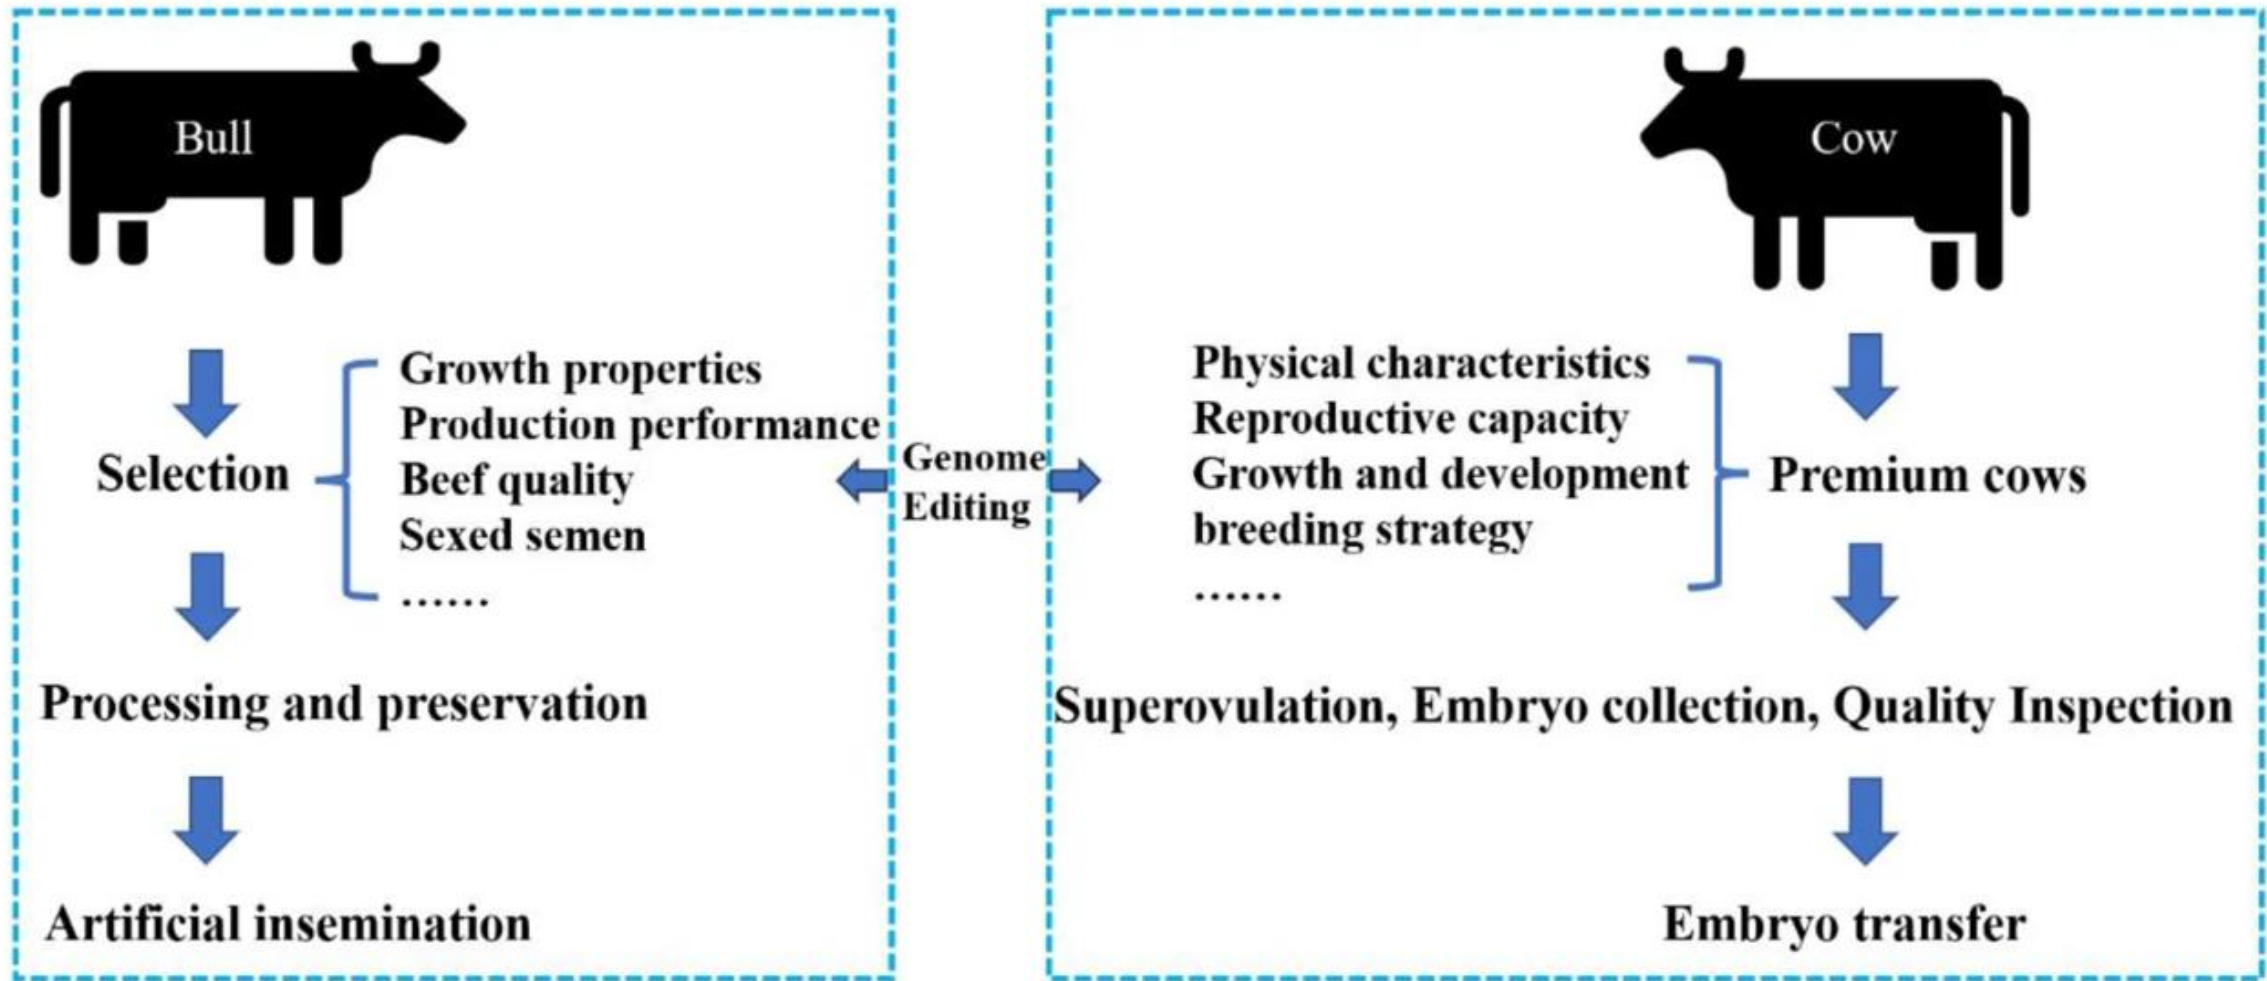 Bull
Selection
Growth properties
Production performance
Beef quality
Sexed semen
......
Processing and preservation
Artificial insemination
Genome
Editing
Cow
Physical characteristics
Reproductive capacity
Growth and development
breeding strategy
......
Premium cows
Superovulation, Embryo collection, Quality Inspection
Embryo transfer